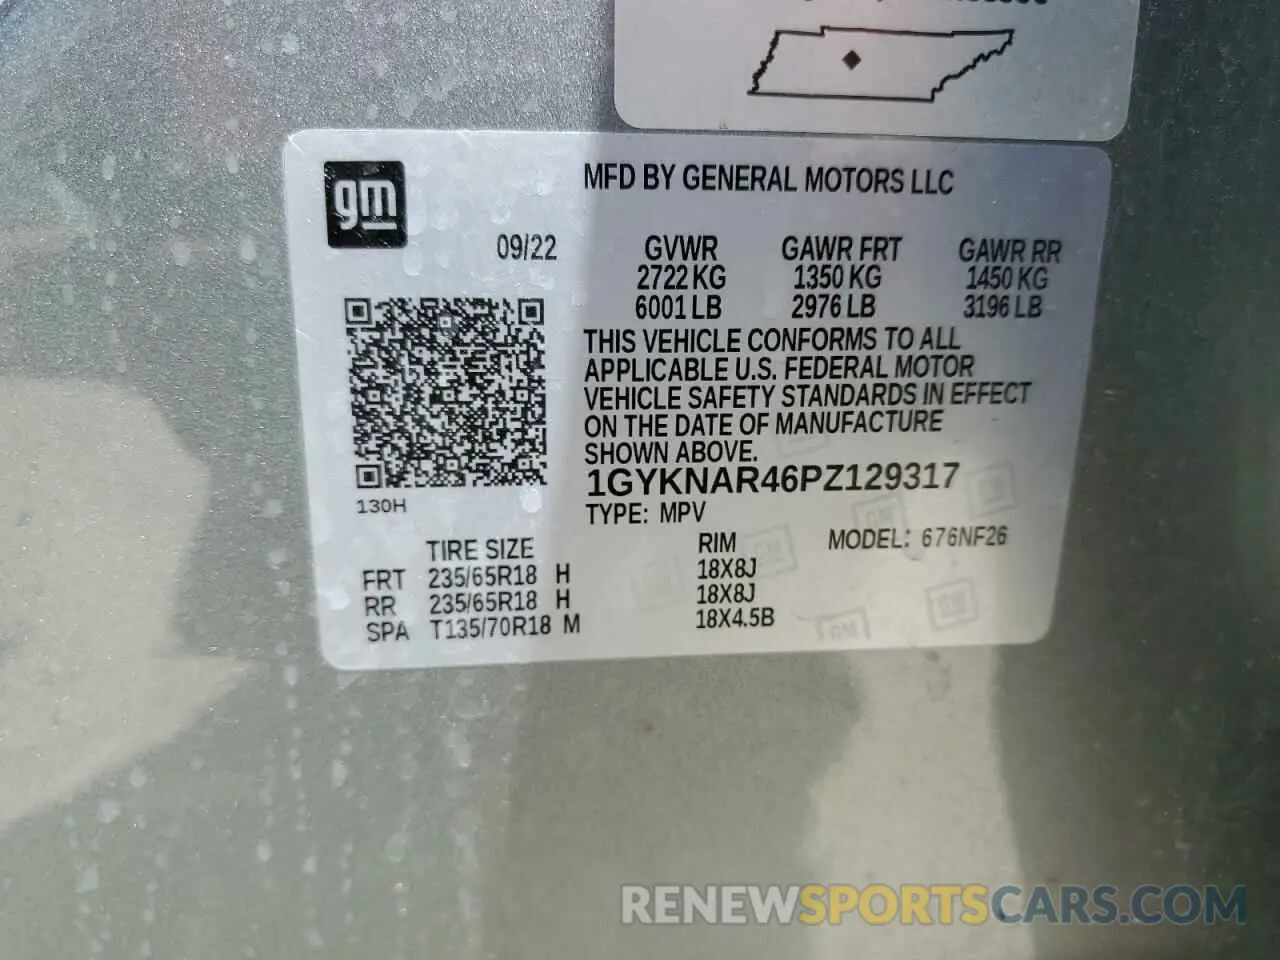 gm
MFD BY GENERAL MOTORS LLC
09/22
GVWR GAWR FRT GAWR RR
2722 KG 1350 KG 1450 KG
6001 LB 2976 LB 3196 LB
THIS VEHICLE CONFORMS TO ALL
APPLICABLE U.S. FEDERAL MOTOR
VEHICLE SAFETY STANDARDS IN EFFECT
ON THE DATE OF MANUFACTURE
SHOWN ABOVE.
1GYKNAR46PZ129317
130H
TYPE: MPV
MODEL: 676NF26
TIRE SIZE RIM
FRT 235/65R18 H 18X8J
RR 235/65R18 H 18X8J
SPA T135/70R18 M 18X4.5B
GM
RENEWSPORTSCARS.COM